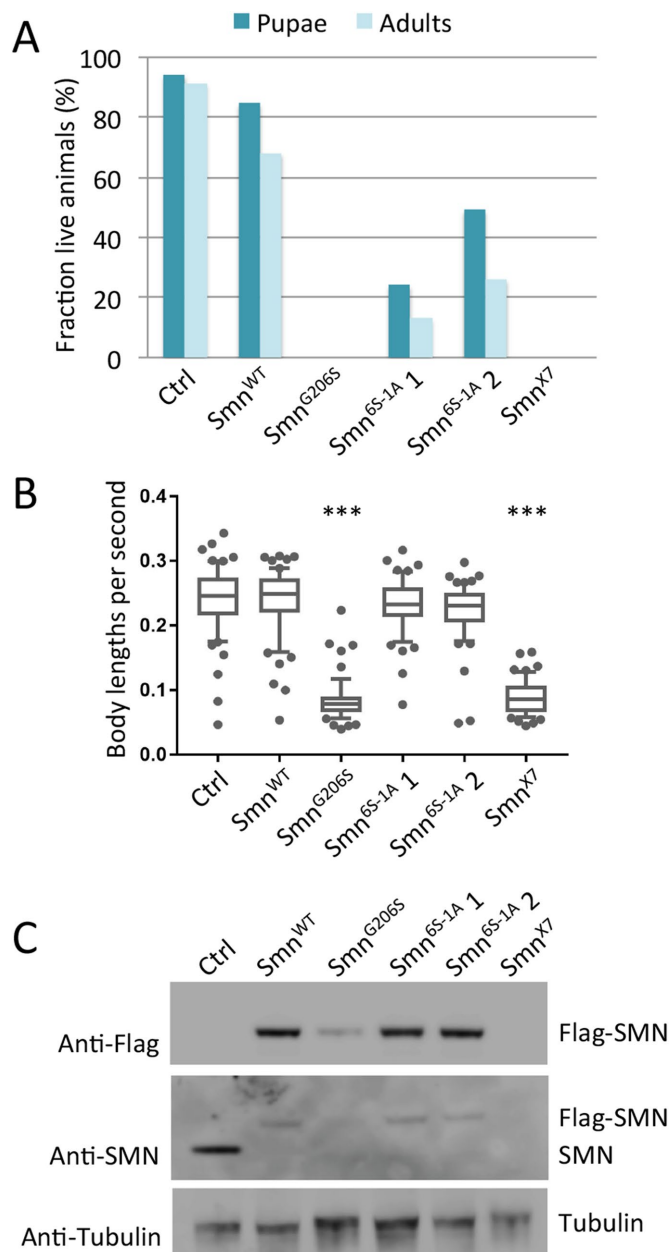 A
Pupae Adults
Fraction live animals (%)
100
80
60
40
20
0
Ctrl
Smn^WT
Smn^G206S
Smn^6S-1A 1
Smn^6S-1A 2
Smn^X7
B
Body lengths per second
0.4
0.3
0.2
0.1
0.0
*** ***
Ctrl
Smn^WT
Smn^G206S
Smn^6S-1A 1
Smn^6S-1A 2
Smn^X7
C
Ctrl
Smn^WT
Smn^G206S
Smn^6S-1A 1
Smn^6S-1A 2
Smn^X7
Anti-Flag Flag-SMN
Flag-SMN
Anti-SMN SMN
Anti-Tubulin Tubulin